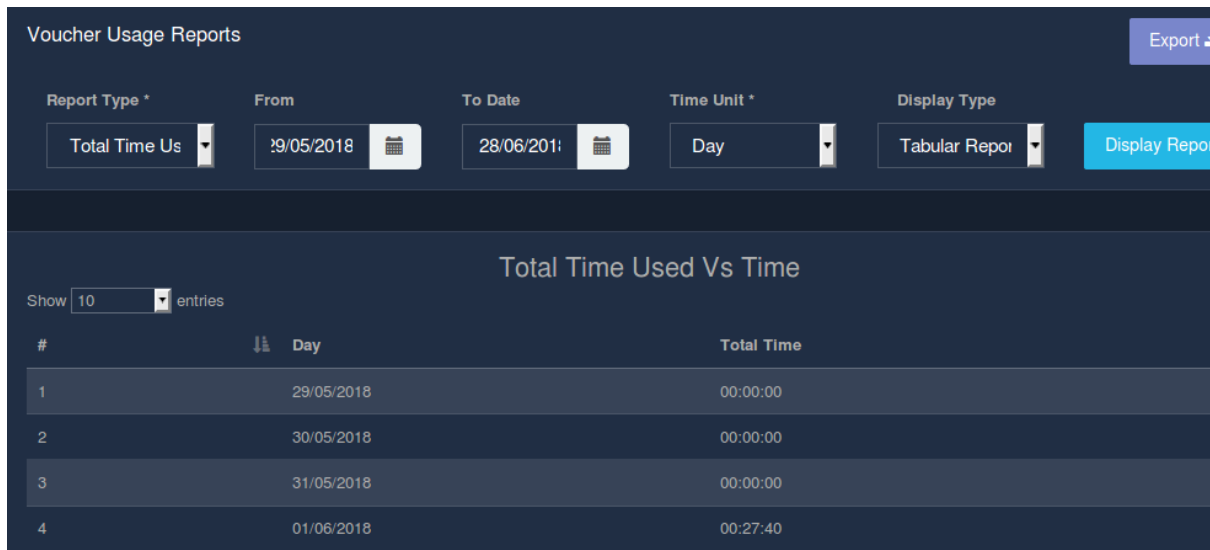 Voucher Usage Reports
Export
Report Type * From To Date Time Unit * Display Type
Total Time Us 29/05/2018 28/06/201 Day Tabular Repor Display Repo
Total Time Used Vs Time
Show 10 entries
# Day Total Time
1 29/05/2018 00:00:00
2 30/05/2018 00:00:00
3 31/05/2018 00:00:00
4 01/06/2018 00:27:40